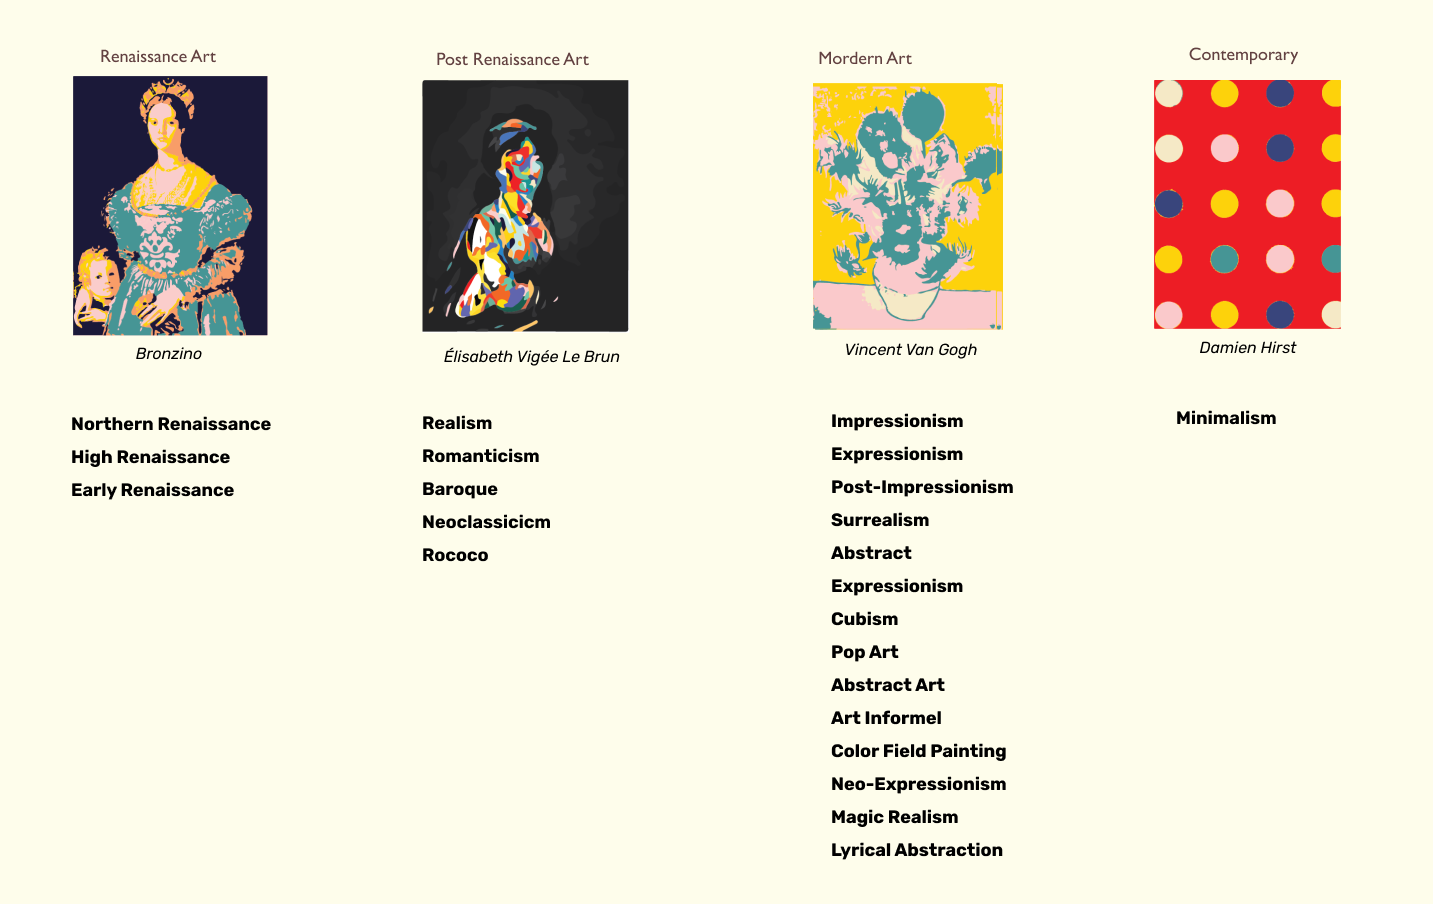 Renaissance Art
Bronzino
Northern Renaissance
High Renaissance
Early Renaissance
Post Renaissance Art
Élisabeth Vigée Le Brun
Realism
Romanticism
Baroque
Neoclassicicm
Rococo
Mordern Art
Vincent Van Gogh
Impressionism
Expressionism
Post-Impressionism
Surrealism
Abstract
Expressionism
Cubism
Pop Art
Abstract Art
Art Informel
Color Field Painting
Neo-Expressionism
Magic Realism
Lyrical Abstraction
Contemporary
Damien Hirst
Minimalism